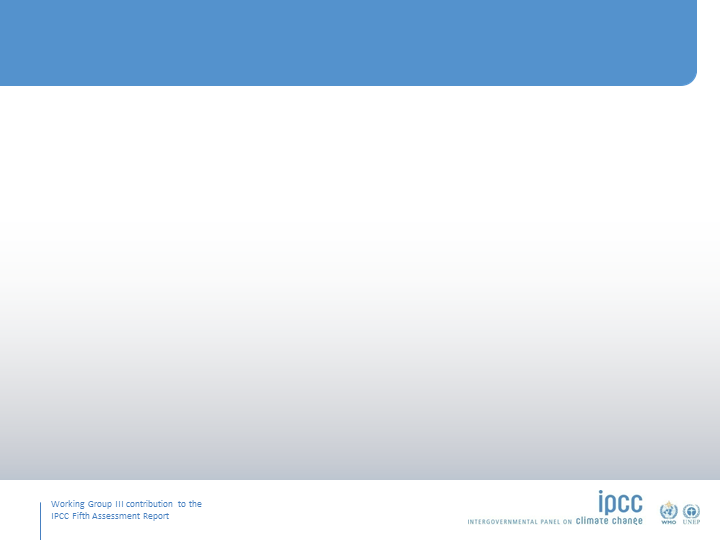 Working Group III contribution to the
IPCC Fifth Assessment Report
ipcc
INTERGOVERNMENTAL PANEL ON climate change
WMO
UNEP